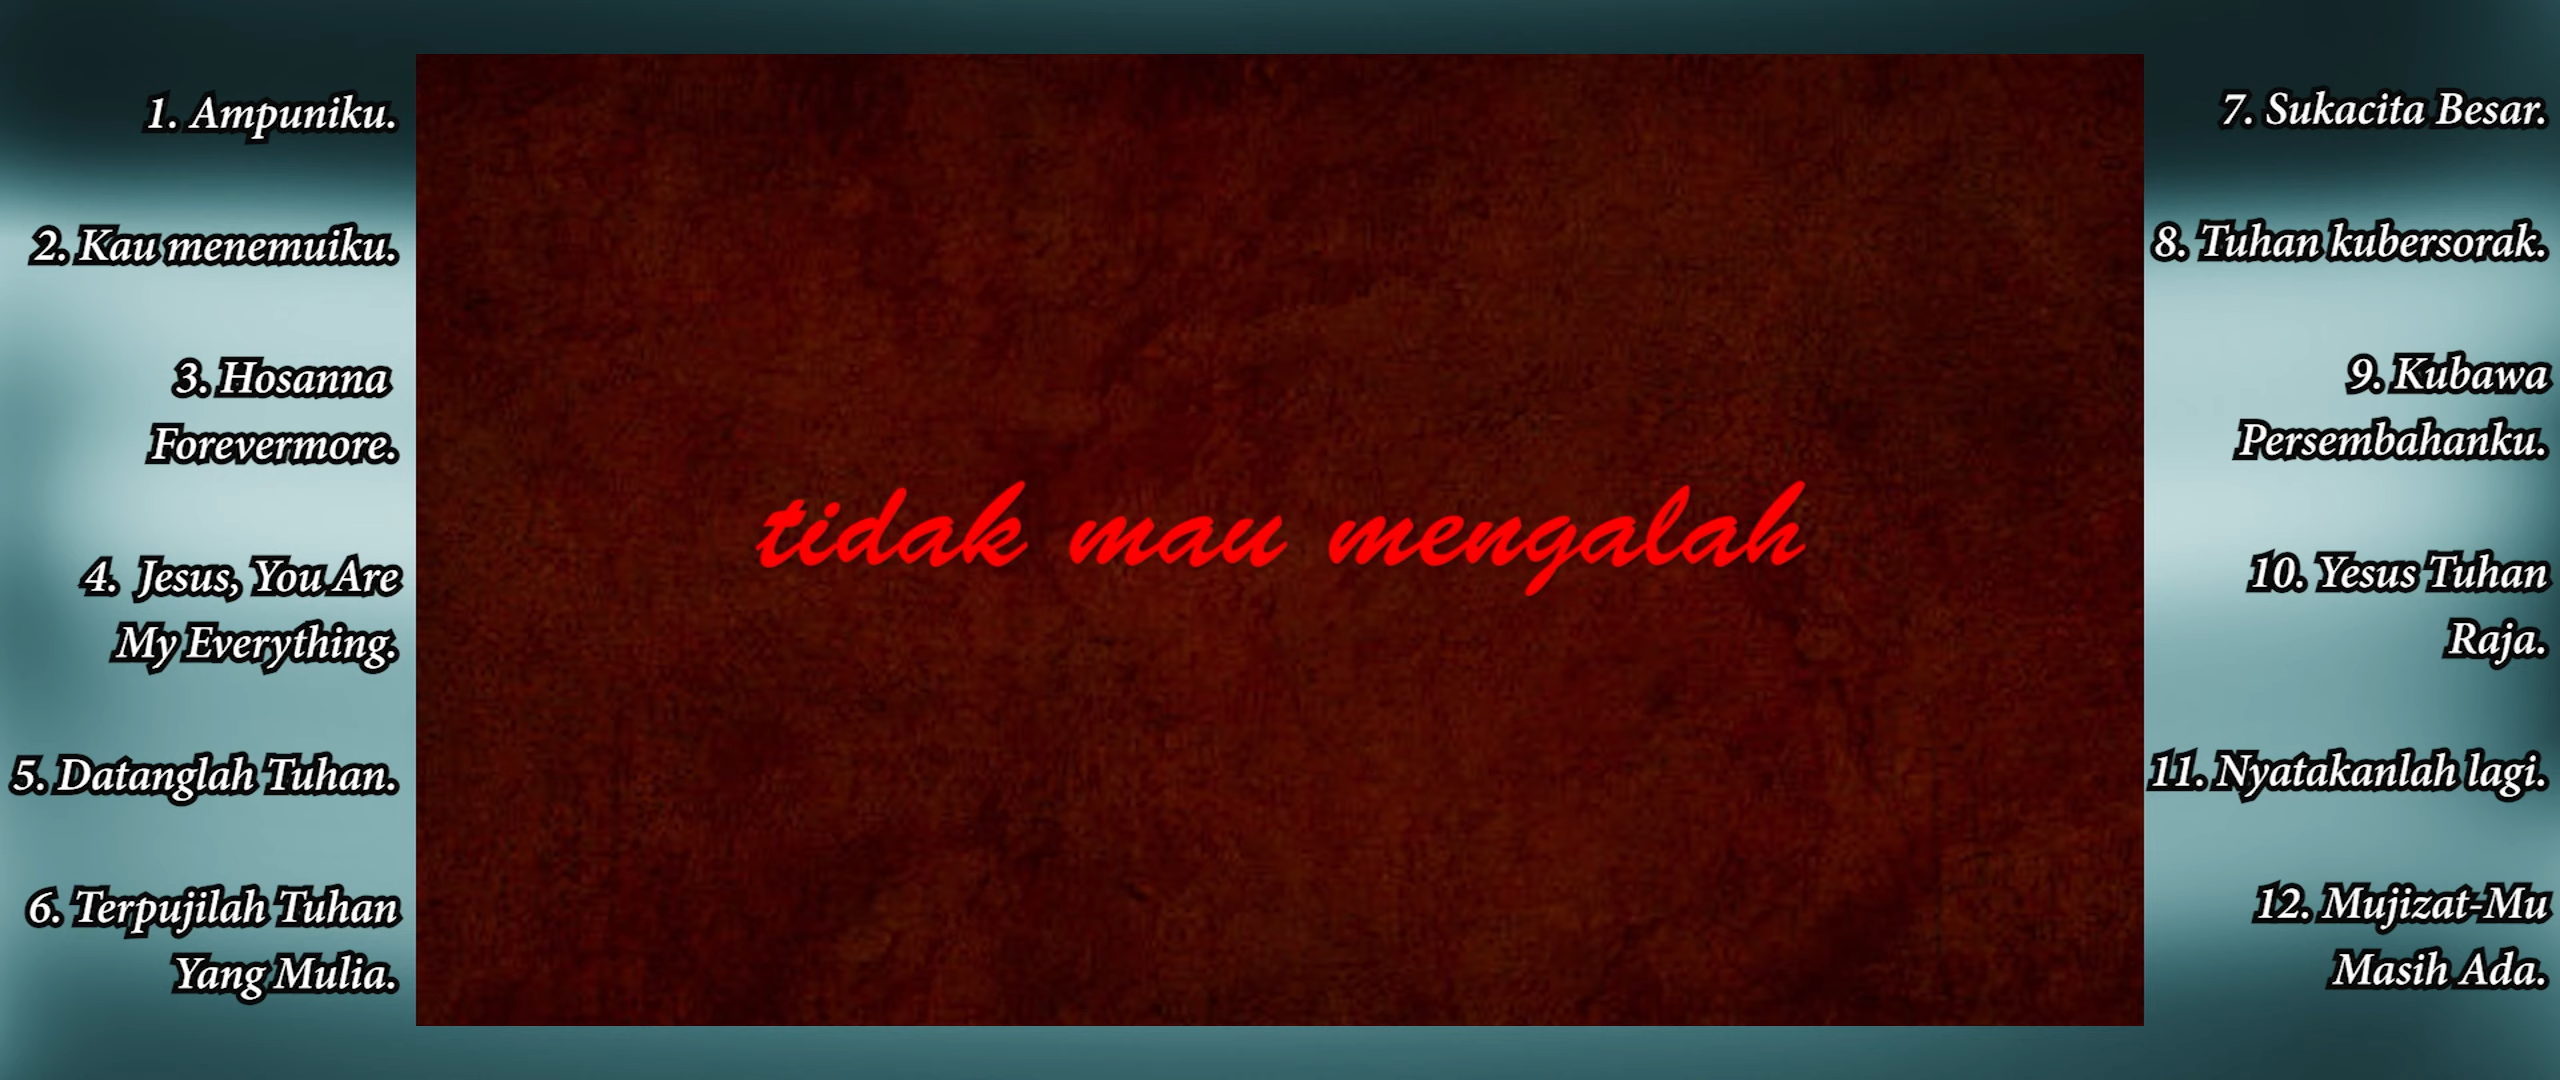 1. Ampuniku.
2. Kau menemuiku.
3. Hosanna
Forevermore.
4. Jesus, You Are
My Everything.
5. Datanglah Tuhan.
6. Terpujilah Tuhan
Yang Mulia.
tidak mau mengalah
7. Sukacita Besar.
8. Tuhan kubersorak.
9. Kubawa
Persembahanku.
10. Yesus Tuhan
Raja.
11. Nyatakanlah lagi.
12. Mujizat-Mu
Masih Ada.